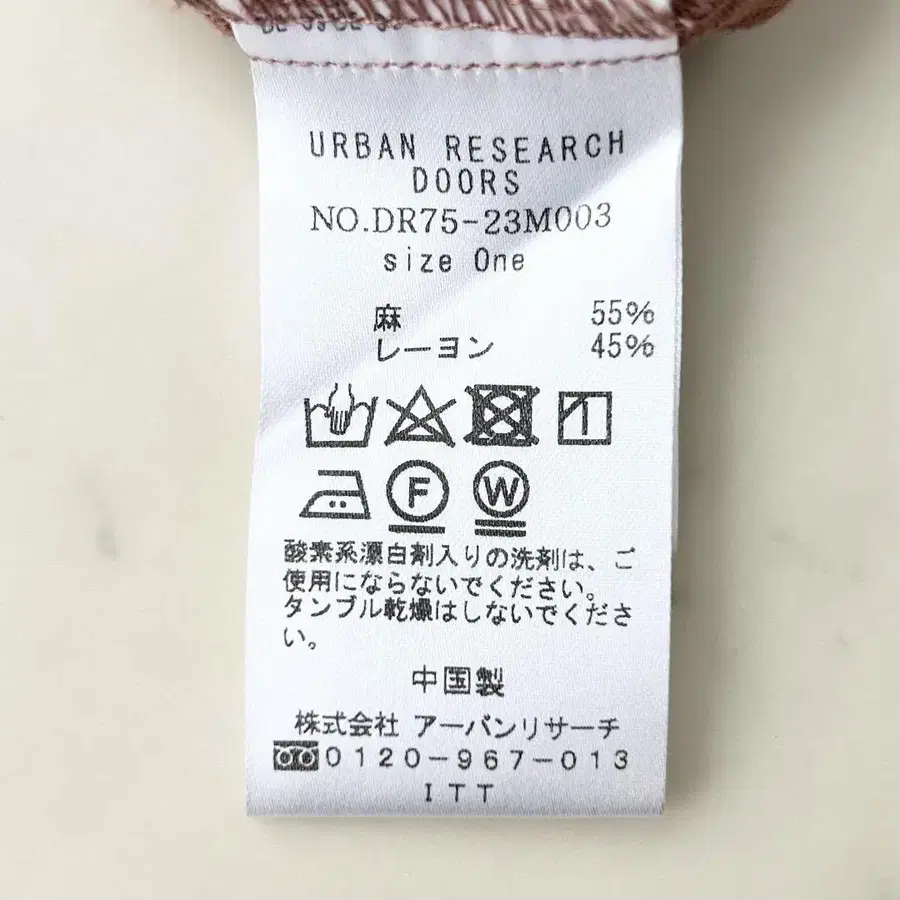 URBAN RESEARCH
DOORS
NO.DR75-23M003
size One
麻 55%
レーヨン 45%
F W
酸素系漂白剤入りの洗剤は、ご
使用にならないでください。
タンブル乾燥はしないでくださ
い。
中国製
株式会社 アーバンリサーチ
0120-967-013
ITT